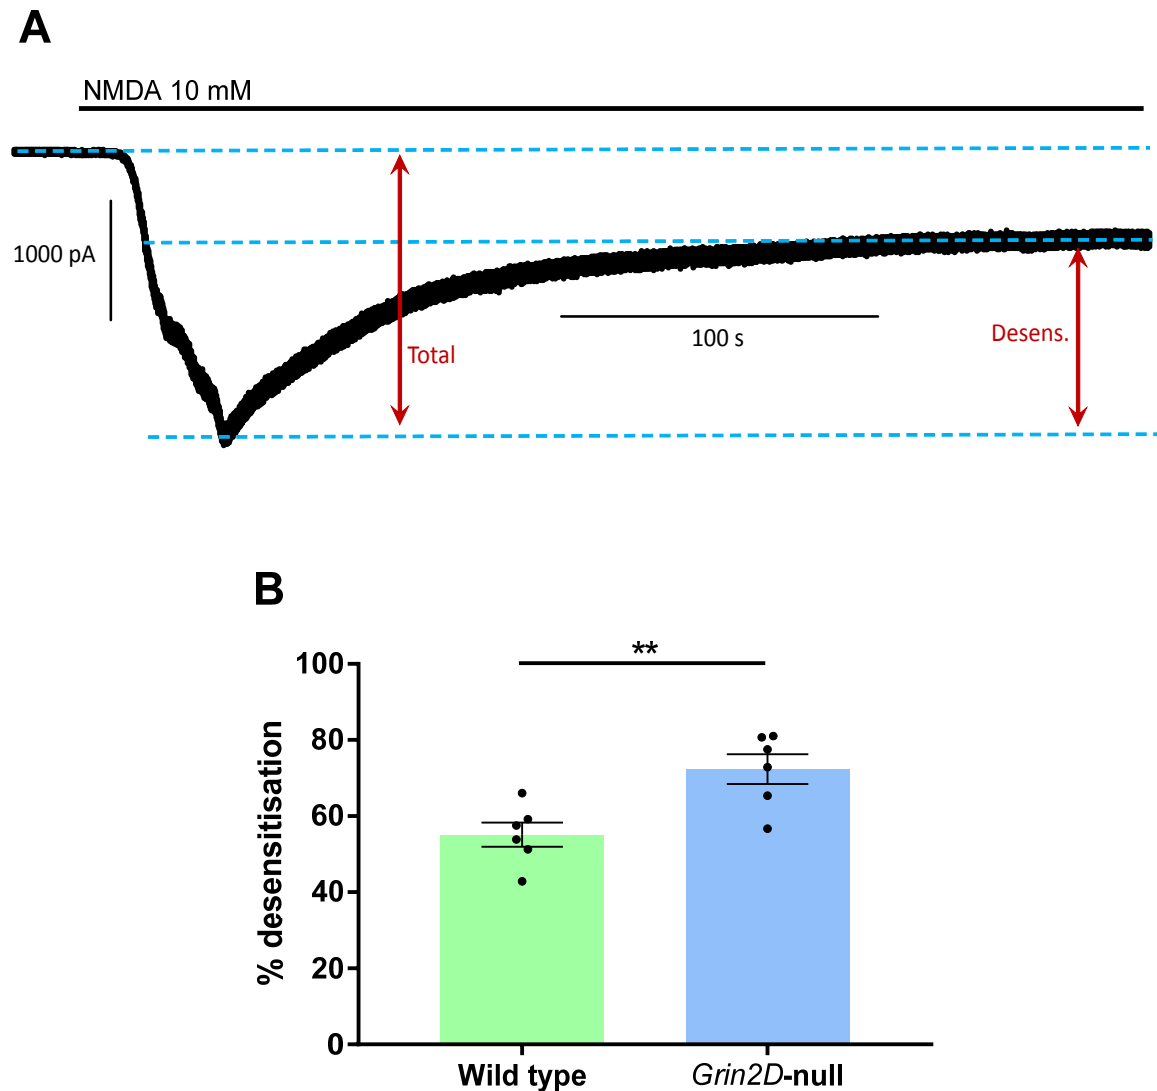 A
NMDA 10 mM
1000 pA
100 s
Total
Desens.
B
**
100
80
60
40
20
0
% desensitisation
Wild type
Grin2D-null